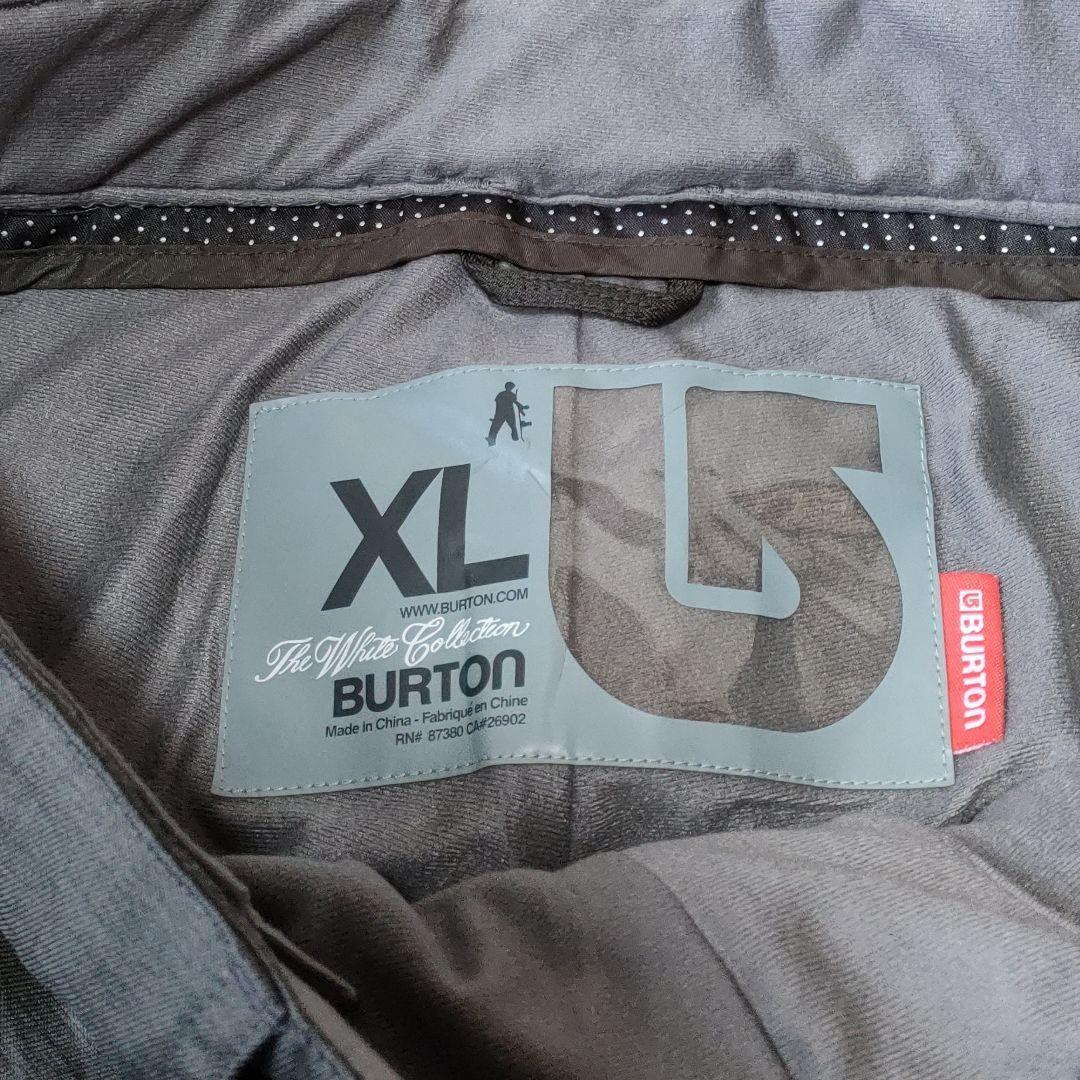 XL
WWW.BURTON.COM
The White Collection
BURTON
Made in China - Fabriqué en Chine
RN# 87380 CA#26902
BURTON